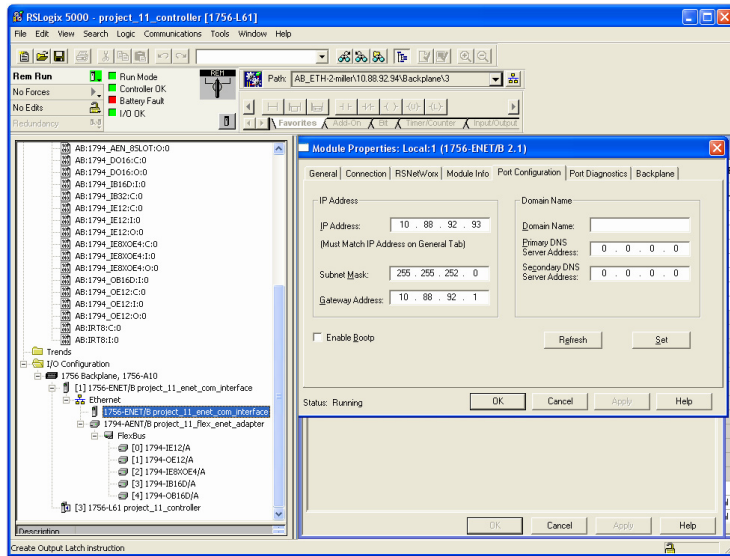 RSLogix 5000 - project_11_controller [1756-L61]
File Edit View Search Logic Communications Tools Window Help
Rem Run
Run Mode
No Forces
Controller OK
Battery Fault
No Edits
I/O OK
Redundancy
REM
Path: AB_ETH-2-miller\10.88.92.94\Backplane\3
Favorites Add-On Bit Timer/Counter Input/Output
AB:1794_AEN_8SLOT:O:0
AB:1794_DO16:C:0
AB:1794_DO16:O:0
AB:1794_IB16D:I:0
AB:1794_IB32:C:0
AB:1794_IE12:C:0
AB:1794_IE12:I:0
AB:1794_IE12:O:0
AB:1794_IE8XOE4:C:0
AB:1794_IE8XOE4:I:0
AB:1794_IE8XOE4:O:0
AB:1794_OB16D:I:0
AB:1794_OE12:C:0
AB:1794_OE12:I:0
AB:1794_OE12:O:0
AB:IRT8:C:0
AB:IRT8:I:0
Trends
I/O Configuration
1756 Backplane, 1756-A10
[1] 1756-ENET/B project_11_enet_com_interface
Ethernet
1756-ENET/B project_11_enet_com_interface
1794-AENT/B project_11_flex_enet_adapter
FlexBus
[0] 1794-IE12/A
[1] 1794-OE12/A
[2] 1794-IE8XOE4/A
[3] 1794-IB16D/A
[4] 1794-OB16D/A
[3] 1756-L61 project_11_controller
Description
Module Properties: Local:1 (1756-ENET/B 2.1)
General Connection RSNetWorx Module Info Port Configuration Port Diagnostics Backplane
IP Address
IP Address: 10 . 88 . 92 . 93
(Must Match IP Address on General Tab)
Subnet Mask: 255 . 255 . 252 . 0
Gateway Address: 10 . 88 . 92 . 1
Enable Bootp
Domain Name
Domain Name:
Primary DNS
Server Address: 0 . 0 . 0 . 0
Secondary DNS
Server Address: 0 . 0 . 0 . 0
Refresh Set
Status: Running
OK Cancel Apply Help
OK Cancel Apply Help
Create Output Latch instruction